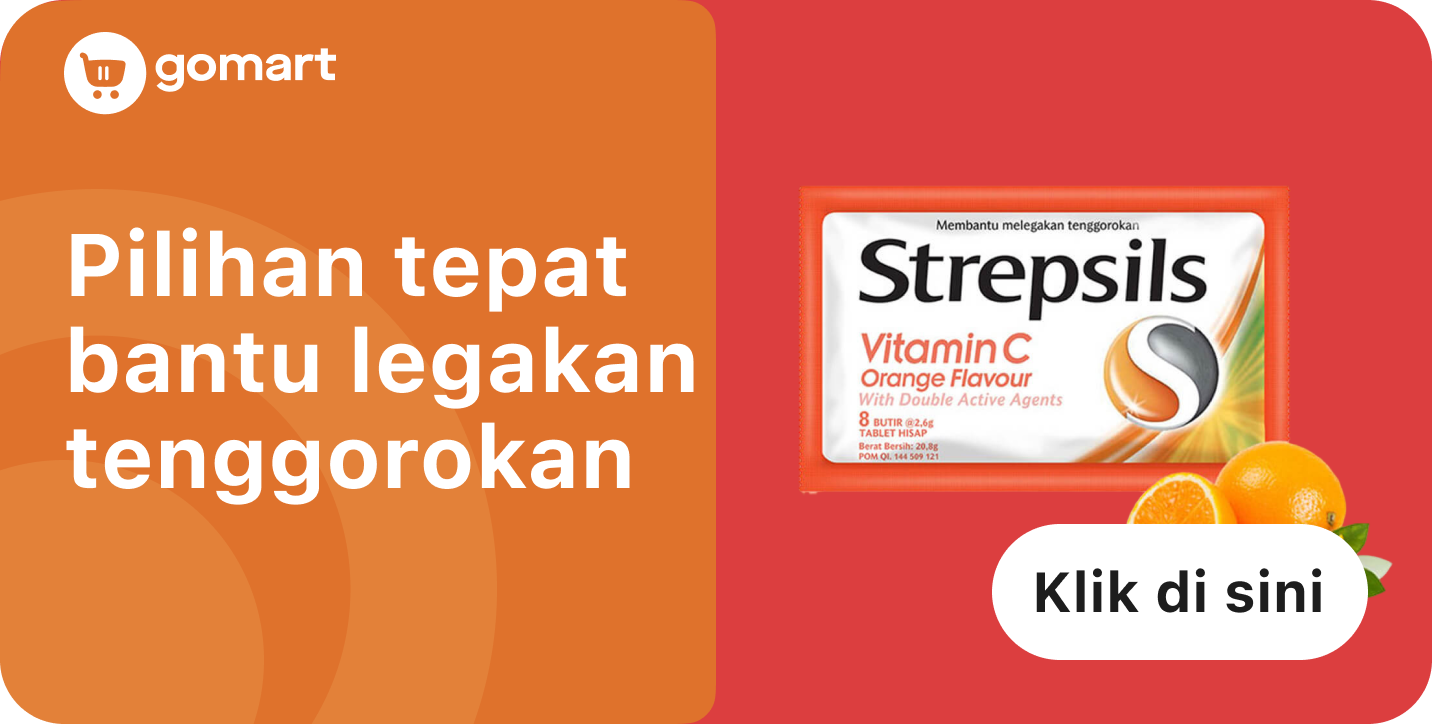 gomart
Pilihan tepat
bantu legakan
tenggorokan
Membantu melegakan tenggorokan
Strepsils
Vitamin C
Orange Flavour
With Double Active Agents
8 BUTIR @2,6g
TABLET HISAP
Berat Bersih: 20,8g
POM QI. 144 509 121
Klik di sini